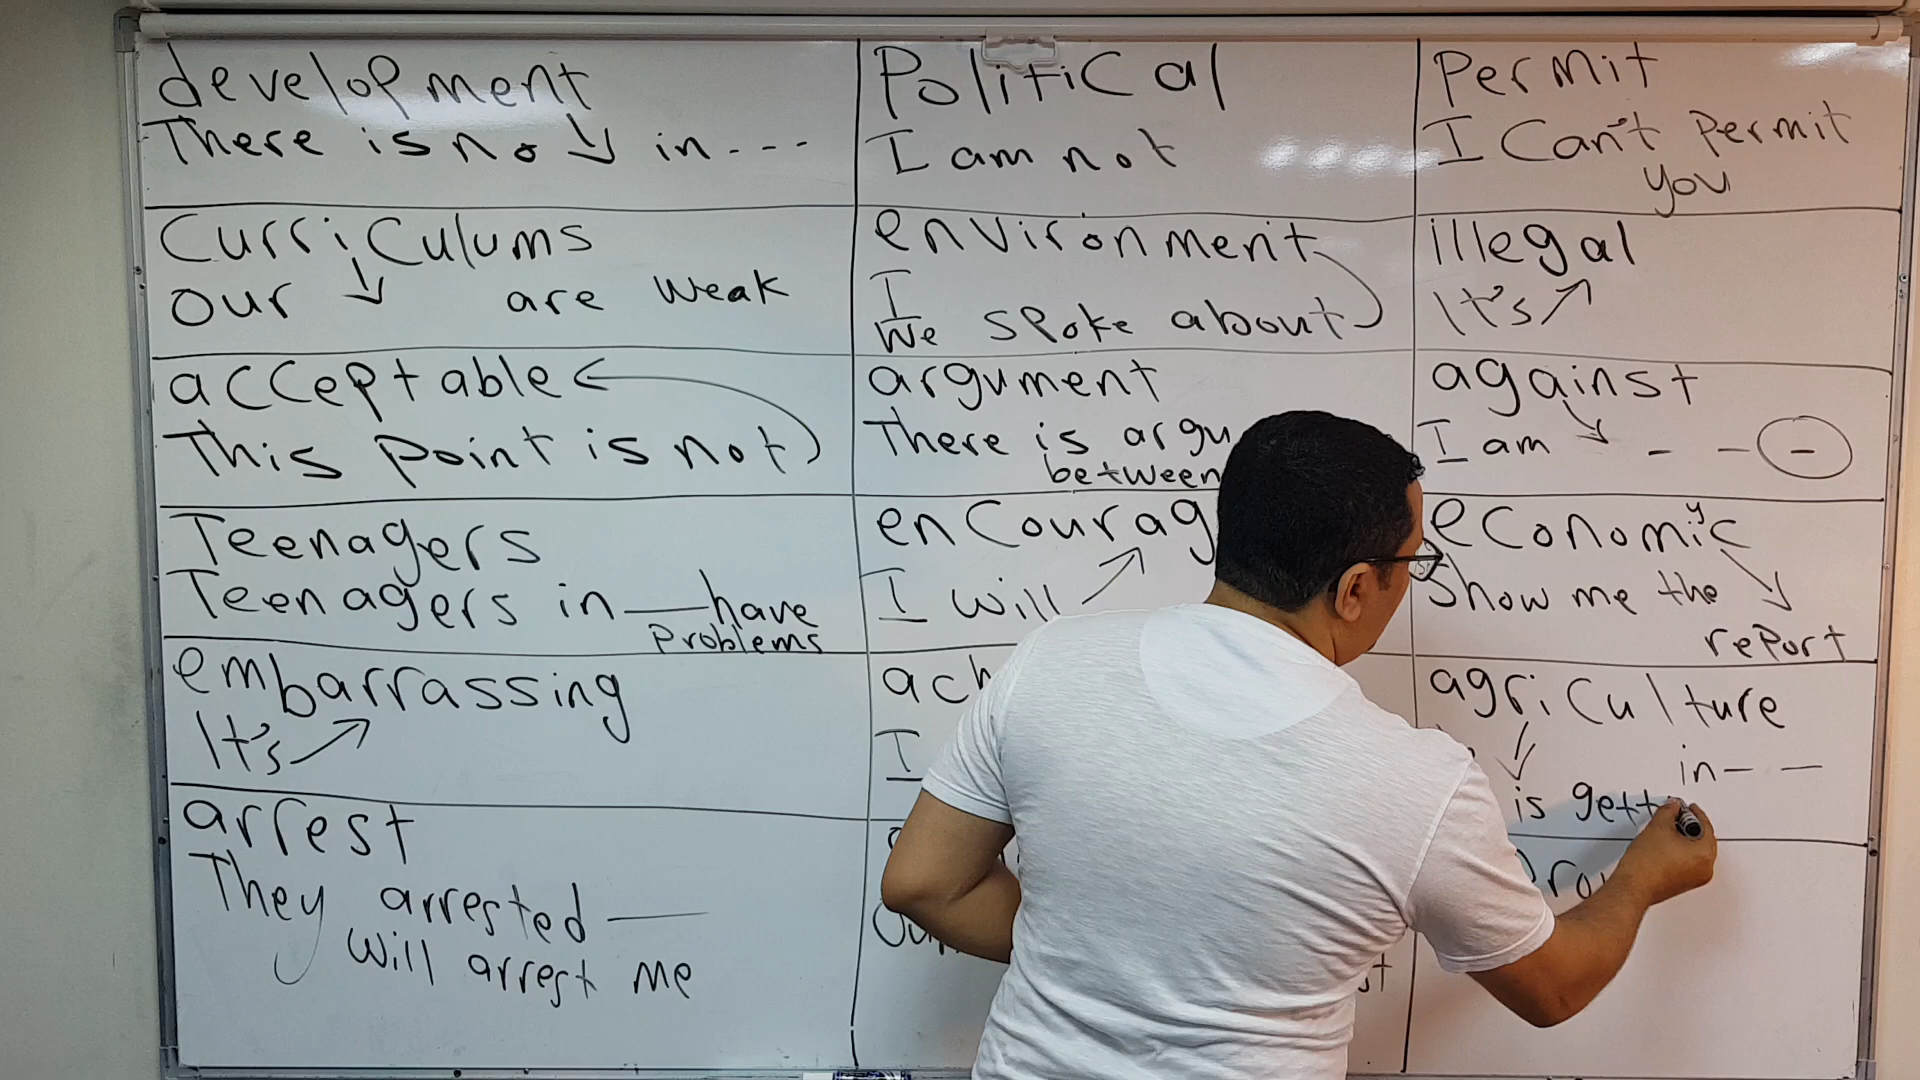 development
There is no ↓ in ---
Curriculums
our ↓ are weak
acceptable
This point is not
Teenagers
Teenagers in — have
problems
embarrassing
It's
arrest
They arrested —
will arrest me
Political
I am not
environment
I
We spoke about
argument
There is argu
between
encourag
I will
ach
I
st
Permit
I Can't permit
you
illegal
It's
against
I am - - -
economic
y
Show me the
report
agriculture
in - -
is gett